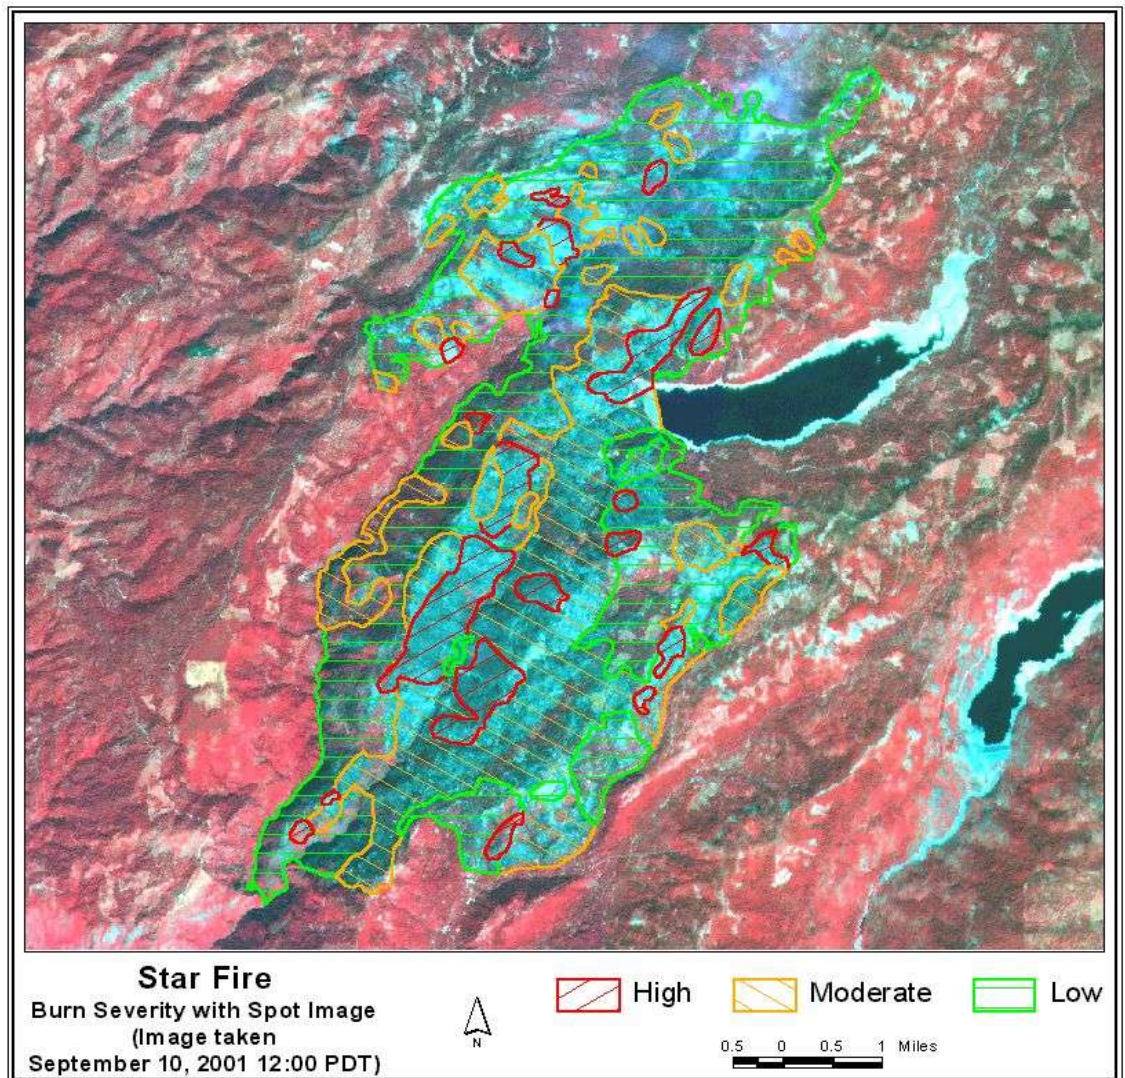 Star Fire
Burn Severity with Spot Image
(Image taken
September 10, 2001 12:00 PDT)
N
High
Moderate
Low
0.5 0 0.5 1 Miles